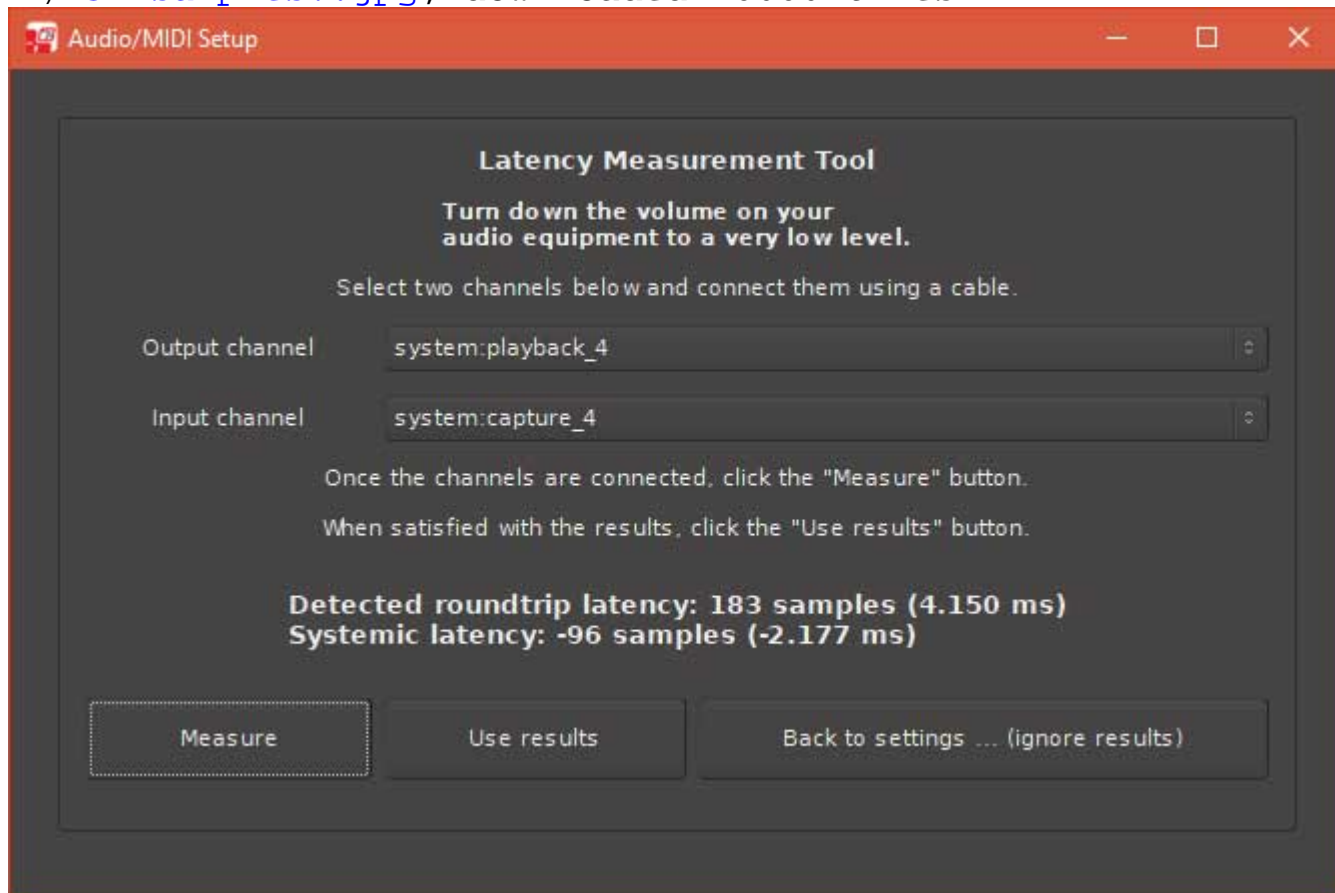 Audio/MIDI Setup
Latency Measurement Tool
Turn down the volume on your
audio equipment to a very low level.
Select two channels below and connect them using a cable.
Output channel system:playback_4
Input channel system:capture_4
Once the channels are connected, click the "Measure" button.
When satisfied with the results, click the "Use results" button.
Detected roundtrip latency: 183 samples (4.150 ms)
Systemic latency: -96 samples (-2.177 ms)
Measure Use results Back to settings ... (ignore results)